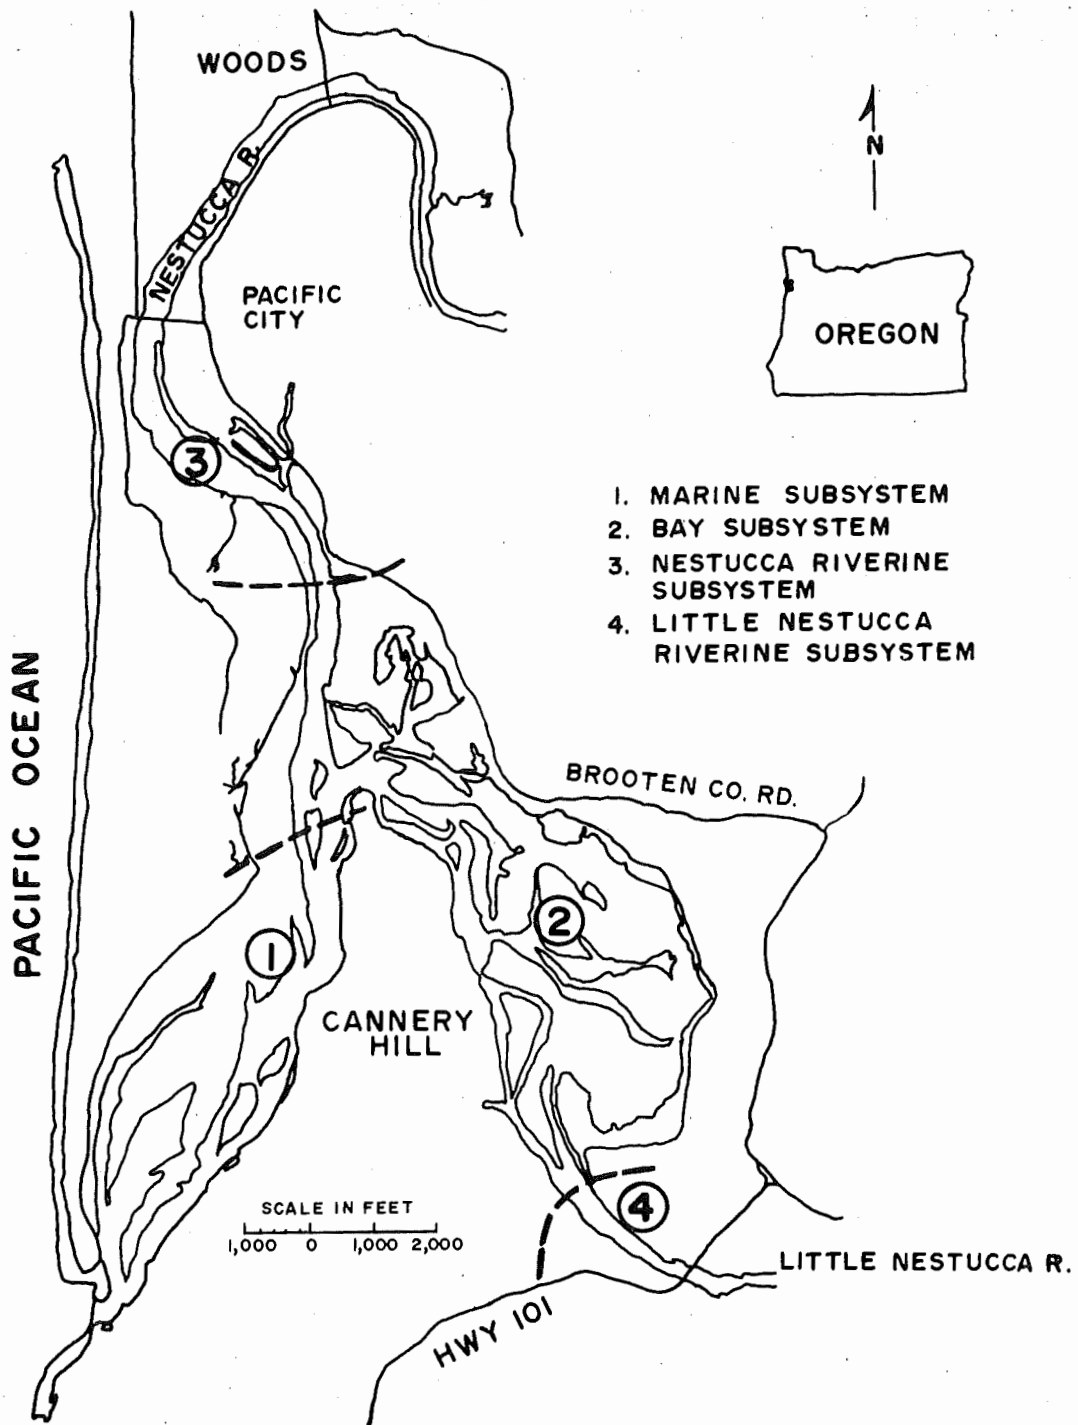 WOODS
N
NESTUCCA R.
PACIFIC
CITY
OREGON
3
1. MARINE SUBSYSTEM
2. BAY SUBSYSTEM
3. NESTUCCA RIVERINE
SUBSYSTEM
4. LITTLE NESTUCCA
RIVERINE SUBSYSTEM
PACIFIC OCEAN
BROOTEN CO. RD.
2
1
CANNERY
HILL
4
SCALE IN FEET
1,000 0 1,000 2,000
LITTLE NESTUCCA R.
HWY 101